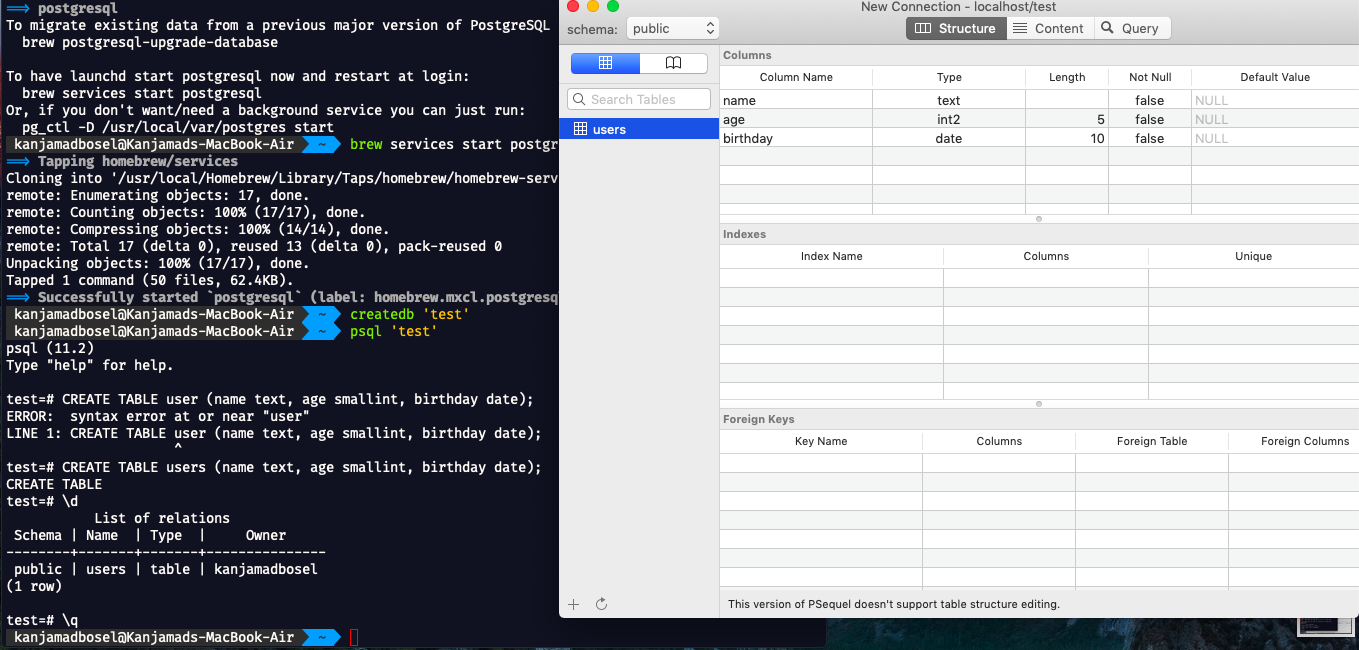 ==> postgresql
To migrate existing data from a previous major version of PostgreSQL
  brew postgresql-upgrade-database
To have launchd start postgresql now and restart at login:
  brew services start postgresql
Or, if you don't want/need a background service you can just run:
  pg_ctl -D /usr/local/var/postgres start
kanjamadbosel@Kanjamads-MacBook-Air ~ brew services start postgr
==> Tapping homebrew/services
Cloning into '/usr/local/Homebrew/Library/Taps/homebrew/homebrew-serv
remote: Enumerating objects: 17, done.
remote: Counting objects: 100% (17/17), done.
remote: Compressing objects: 100% (14/14), done.
remote: Total 17 (delta 0), reused 13 (delta 0), pack-reused 0
Unpacking objects: 100% (17/17), done.
Tapped 1 command (50 files, 62.4KB).
==> Successfully started `postgresql` (label: homebrew.mxcl.postgresq
kanjamadbosel@Kanjamads-MacBook-Air ~ createdb 'test'
kanjamadbosel@Kanjamads-MacBook-Air ~ psql 'test'
psql (11.2)
Type "help" for help.
test=# CREATE TABLE user (name text, age smallint, birthday date);
ERROR:  syntax error at or near "user"
LINE 1: CREATE TABLE user (name text, age smallint, birthday date);
                     ^
test=# CREATE TABLE users (name text, age smallint, birthday date);
CREATE TABLE
test=# \d
           List of relations
 Schema | Name  | Type  |     Owner
--------+-------+-------+---------------
 public | users | table | kanjamadbosel
(1 row)
test=# \q
kanjamadbosel@Kanjamads-MacBook-Air ~
New Connection - localhost/test
schema: public Structure Content Query
Search Tables
users
Columns
Column Name Type Length Not Null Default Value
name text false NULL
age int2 5 false NULL
birthday date 10 false NULL
Indexes
Index Name Columns Unique
Foreign Keys
Key Name Columns Foreign Table Foreign Columns
This version of PSequel doesn't support table structure editing.